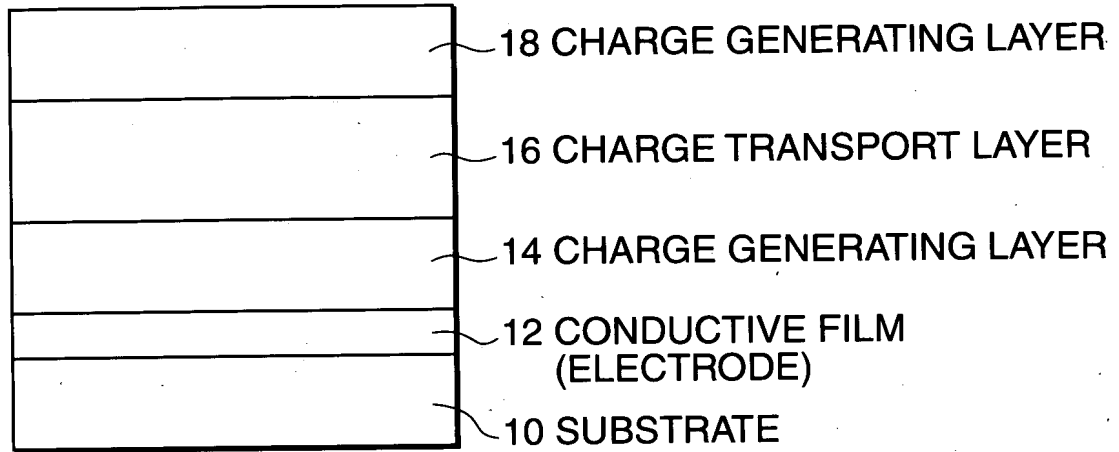 18 CHARGE GENERATING LAYER
16 CHARGE TRANSPORT LAYER
14 CHARGE GENERATING LAYER
12 CONDUCTIVE FILM
(ELECTRODE)
10 SUBSTRATE